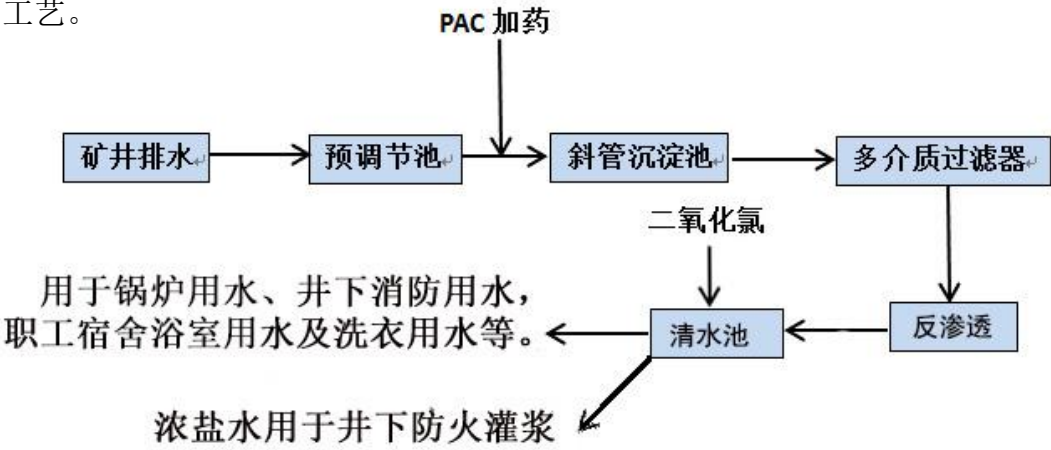 工艺。
PAC 加药
矿井排水
预调节池
斜管沉淀池
多介质过滤器
二氧化氯
用于锅炉用水、井下消防用水，
职工宿舍浴室用水及洗衣用水等。
清水池
反渗透
浓盐水用于井下防火灌浆